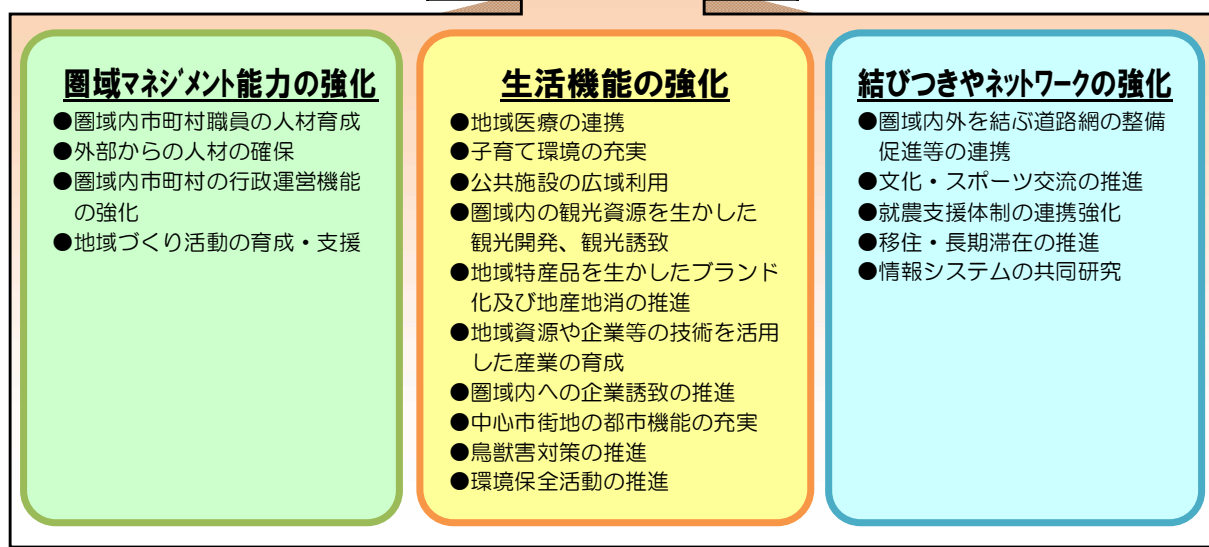 圏域マネジメント能力の強化
●圏域内市町村職員の人材育成
●外部からの人材の確保
●圏域内市町村の行政運営機能
の強化
●地域づくり活動の育成・支援
生活機能の強化
●地域医療の連携
●子育て環境の充実
●公共施設の広域利用
●圏域内の観光資源を生かした
観光開発、観光誘致
●地域特産品を生かしたブランド
化及び地産地消の推進
●地域資源や企業等の技術を活用
した産業の育成
●圏域内への企業誘致の推進
●中心市街地の都市機能の充実
●鳥獣害対策の推進
●環境保全活動の推進
結びつきやネットワークの強化
●圏域内外を結ぶ道路網の整備
促進等の連携
●文化・スポーツ交流の推進
●就農支援体制の連携強化
●移住・長期滞在の推進
●情報システムの共同研究